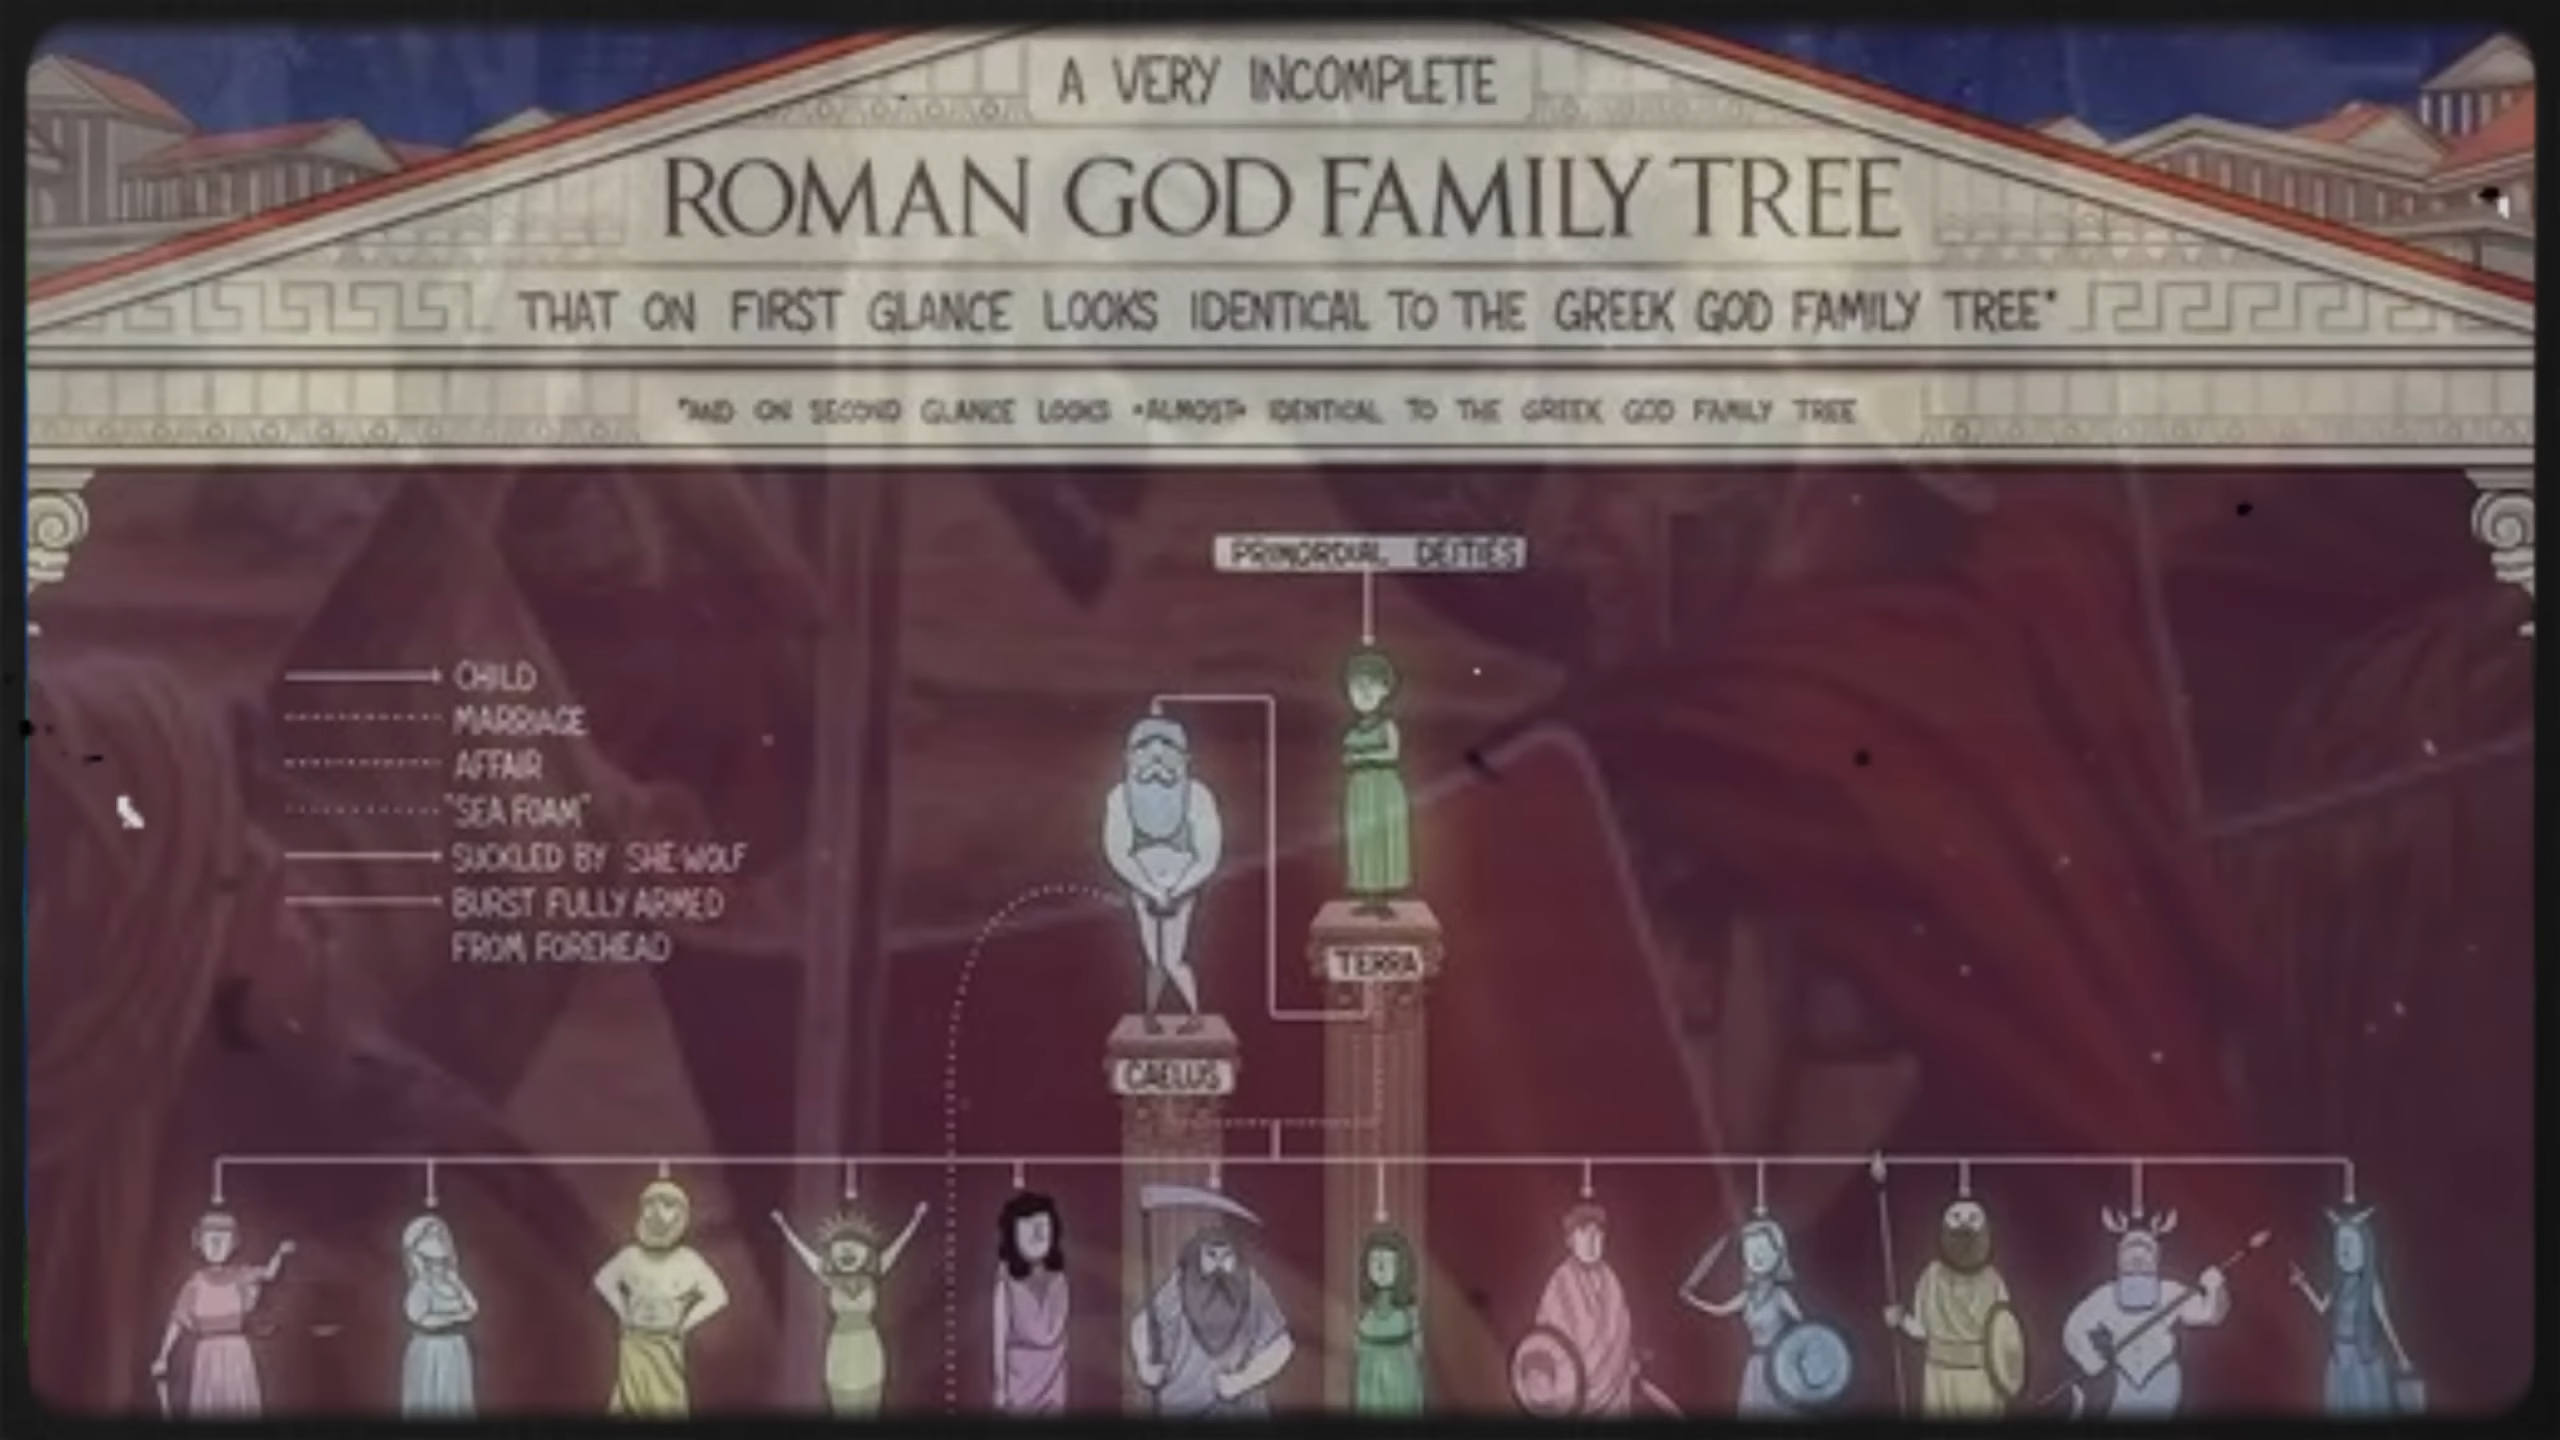 A VERY INCOMPLETE
ROMAN GOD FAMILY TREE
THAT ON FIRST GLANCE LOOKS IDENTICAL TO THE GREEK GOD FAMILY TREE*
*AND ON SECOND GLANCE LOOKS *ALMOST* IDENTICAL TO THE GREEK GOD FAMILY TREE
PRIMORDIAL DEITIES
CHILD
MARRIAGE
AFFAIR
"SEA FOAM"
SUCKLED BY SHE-WOLF
BURST FULLY ARMED
FROM FOREHEAD
TERRA
CAELUS